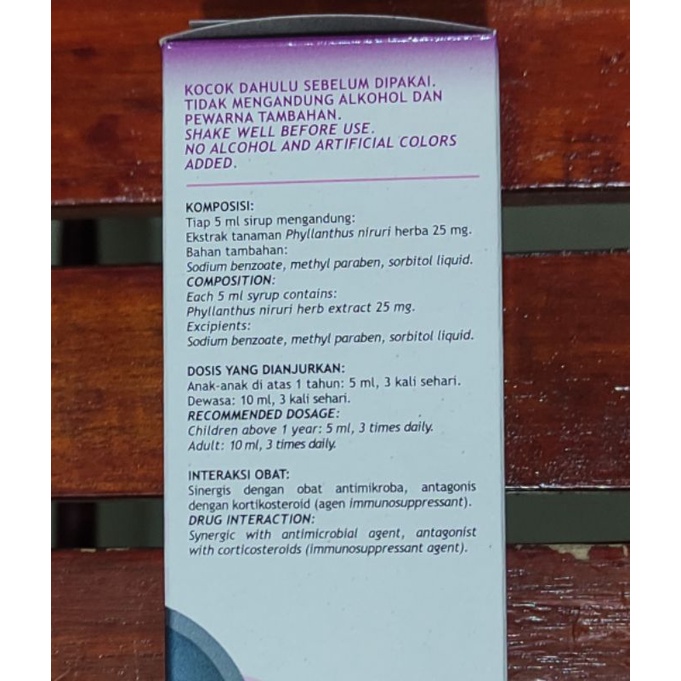 KOCOK DAHULU SEBELUM DIPAKAI.
TIDAK MENGANDUNG ALKOHOL DAN
PEWARNA TAMBAHAN.
SHAKE WELL BEFORE USE.
NO ALCOHOL AND ARTIFICIAL COLORS
ADDED.
KOMPOSISI:
Tiap 5 ml sirup mengandung:
Ekstrak tanaman Phyllanthus niruri herba 25 mg.
Bahan tambahan:
Sodium benzoate, methyl paraben, sorbitol liquid.
COMPOSITION:
Each 5 ml syrup contains:
Phyllanthus niruri herb extract 25 mg.
Excipients:
Sodium benzoate, methyl paraben, sorbitol liquid.
DOSIS YANG DIANJURKAN:
Anak-anak di atas 1 tahun: 5 ml, 3 kali sehari.
Dewasa: 10 ml, 3 kali sehari.
RECOMMENDED DOSAGE:
Children above 1 year: 5 ml, 3 times daily.
Adult: 10 ml, 3 times daily.
INTERAKSI OBAT:
Sinergis dengan obat antimikroba, antagonis
dengan kortikosteroid (agen immunosuppressant).
DRUG INTERACTION:
Synergic with antimicrobial agent, antagonist
with corticosteroids (immunosuppressant agent).